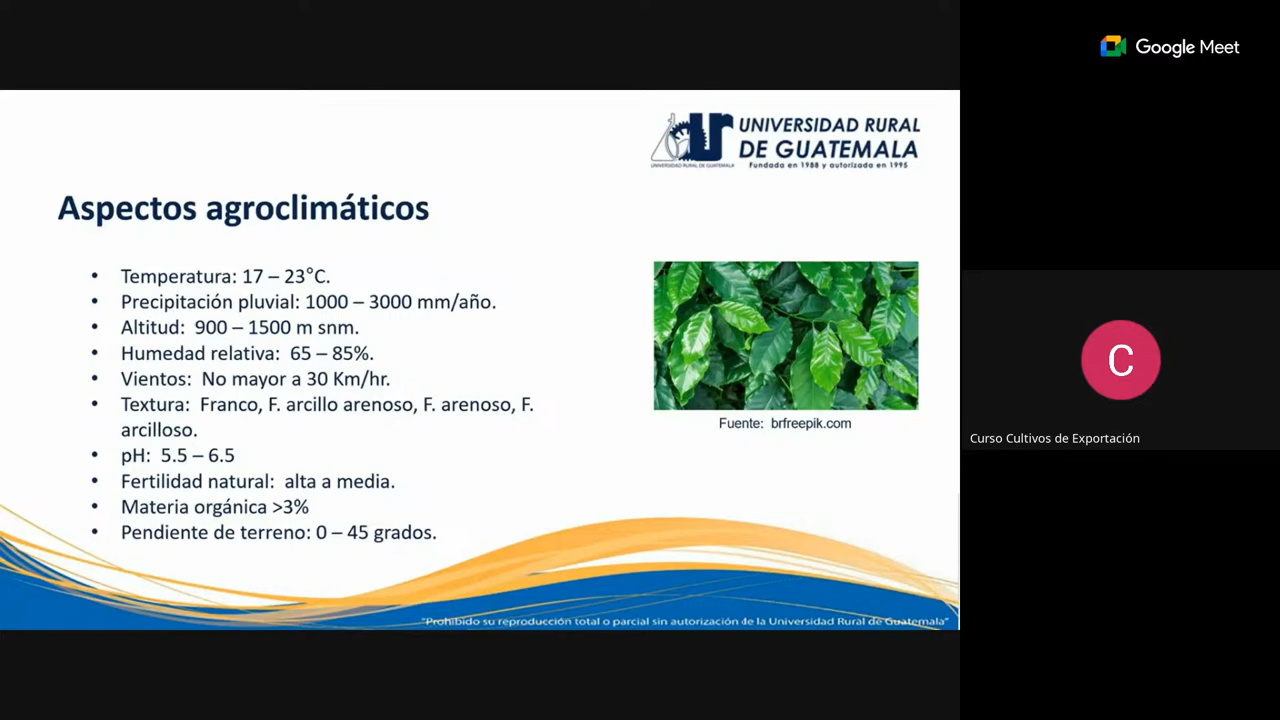 Google Meet
UNIVERSIDAD RURAL
DE GUATEMALA
Fundada en 1988 y autorizada en 1995
UNIVERSIDAD RURAL DE GUATEMALA
Aspectos agroclimáticos
• Temperatura: 17 – 23°C.
• Precipitación pluvial: 1000 – 3000 mm/año.
• Altitud: 900 – 1500 m snm.
• Humedad relativa: 65 – 85%.
• Vientos: No mayor a 30 Km/hr.
• Textura: Franco, F. arcillo arenoso, F. arenoso, F.
arcilloso.
• pH: 5.5 – 6.5
• Fertilidad natural: alta a media.
• Materia orgánica >3%
• Pendiente de terreno: 0 – 45 grados.
Fuente: brfreepik.com
"Prohibido su reproducción total o parcial sin autorización de la Universidad Rural de Guatemala"
C
Curso Cultivos de Exportación